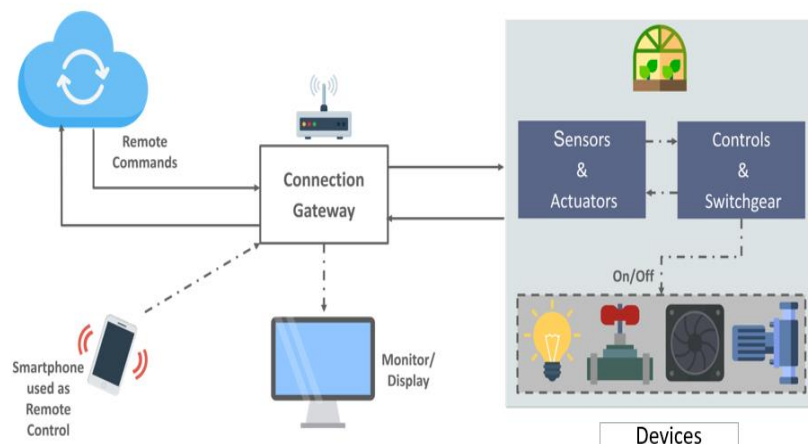 Remote
Commands
Connection
Gateway
Sensors
&
Actuators
Controls
&
Switchgear
On/Off
Smartphone
used as
Remote
Control
Monitor/
Display
Devices